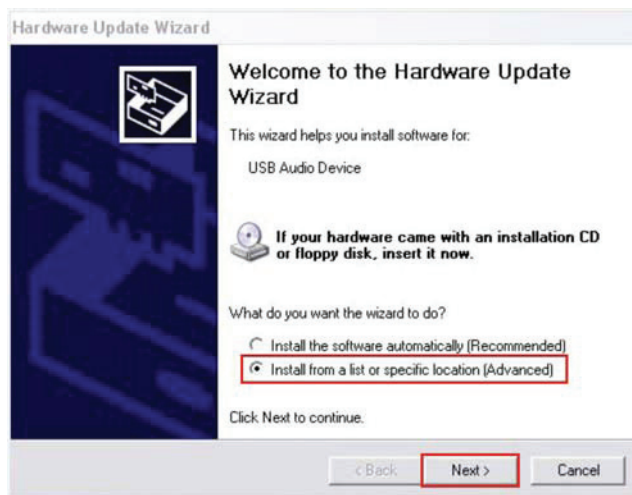 Hardware Update Wizard
Welcome to the Hardware Update
Wizard
This wizard helps you install software for:
USB Audio Device
If your hardware came with an installation CD
or floppy disk, insert it now.
What do you want the wizard to do?
Install the software automatically (Recommended)
Install from a list or specific location (Advanced)
Click Next to continue.
< Back
Next >
Cancel